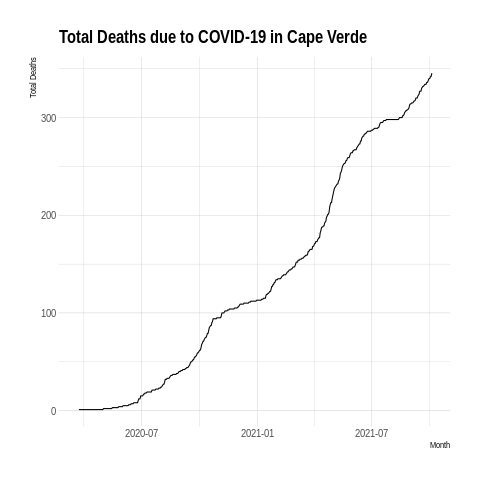 Total Deaths due to COVID-19 in Cape Verde
Total Deaths
300
200
100
0
2020-07 2021-01 2021-07
Month